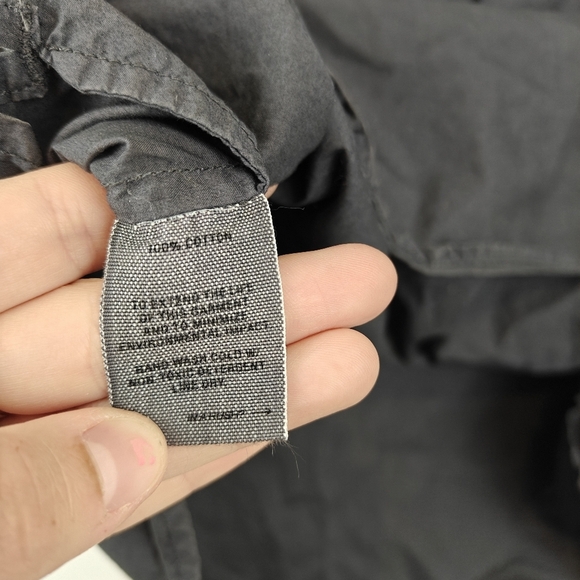 100% COTTON
TO EXTEND THE LIFE
OF THIS GARMENT
AND TO MINIMIZE
ENVIRONMENTAL IMPACT
HAND WASH COLD W/
NON TOXIC DETERGENT
LINE DRY.